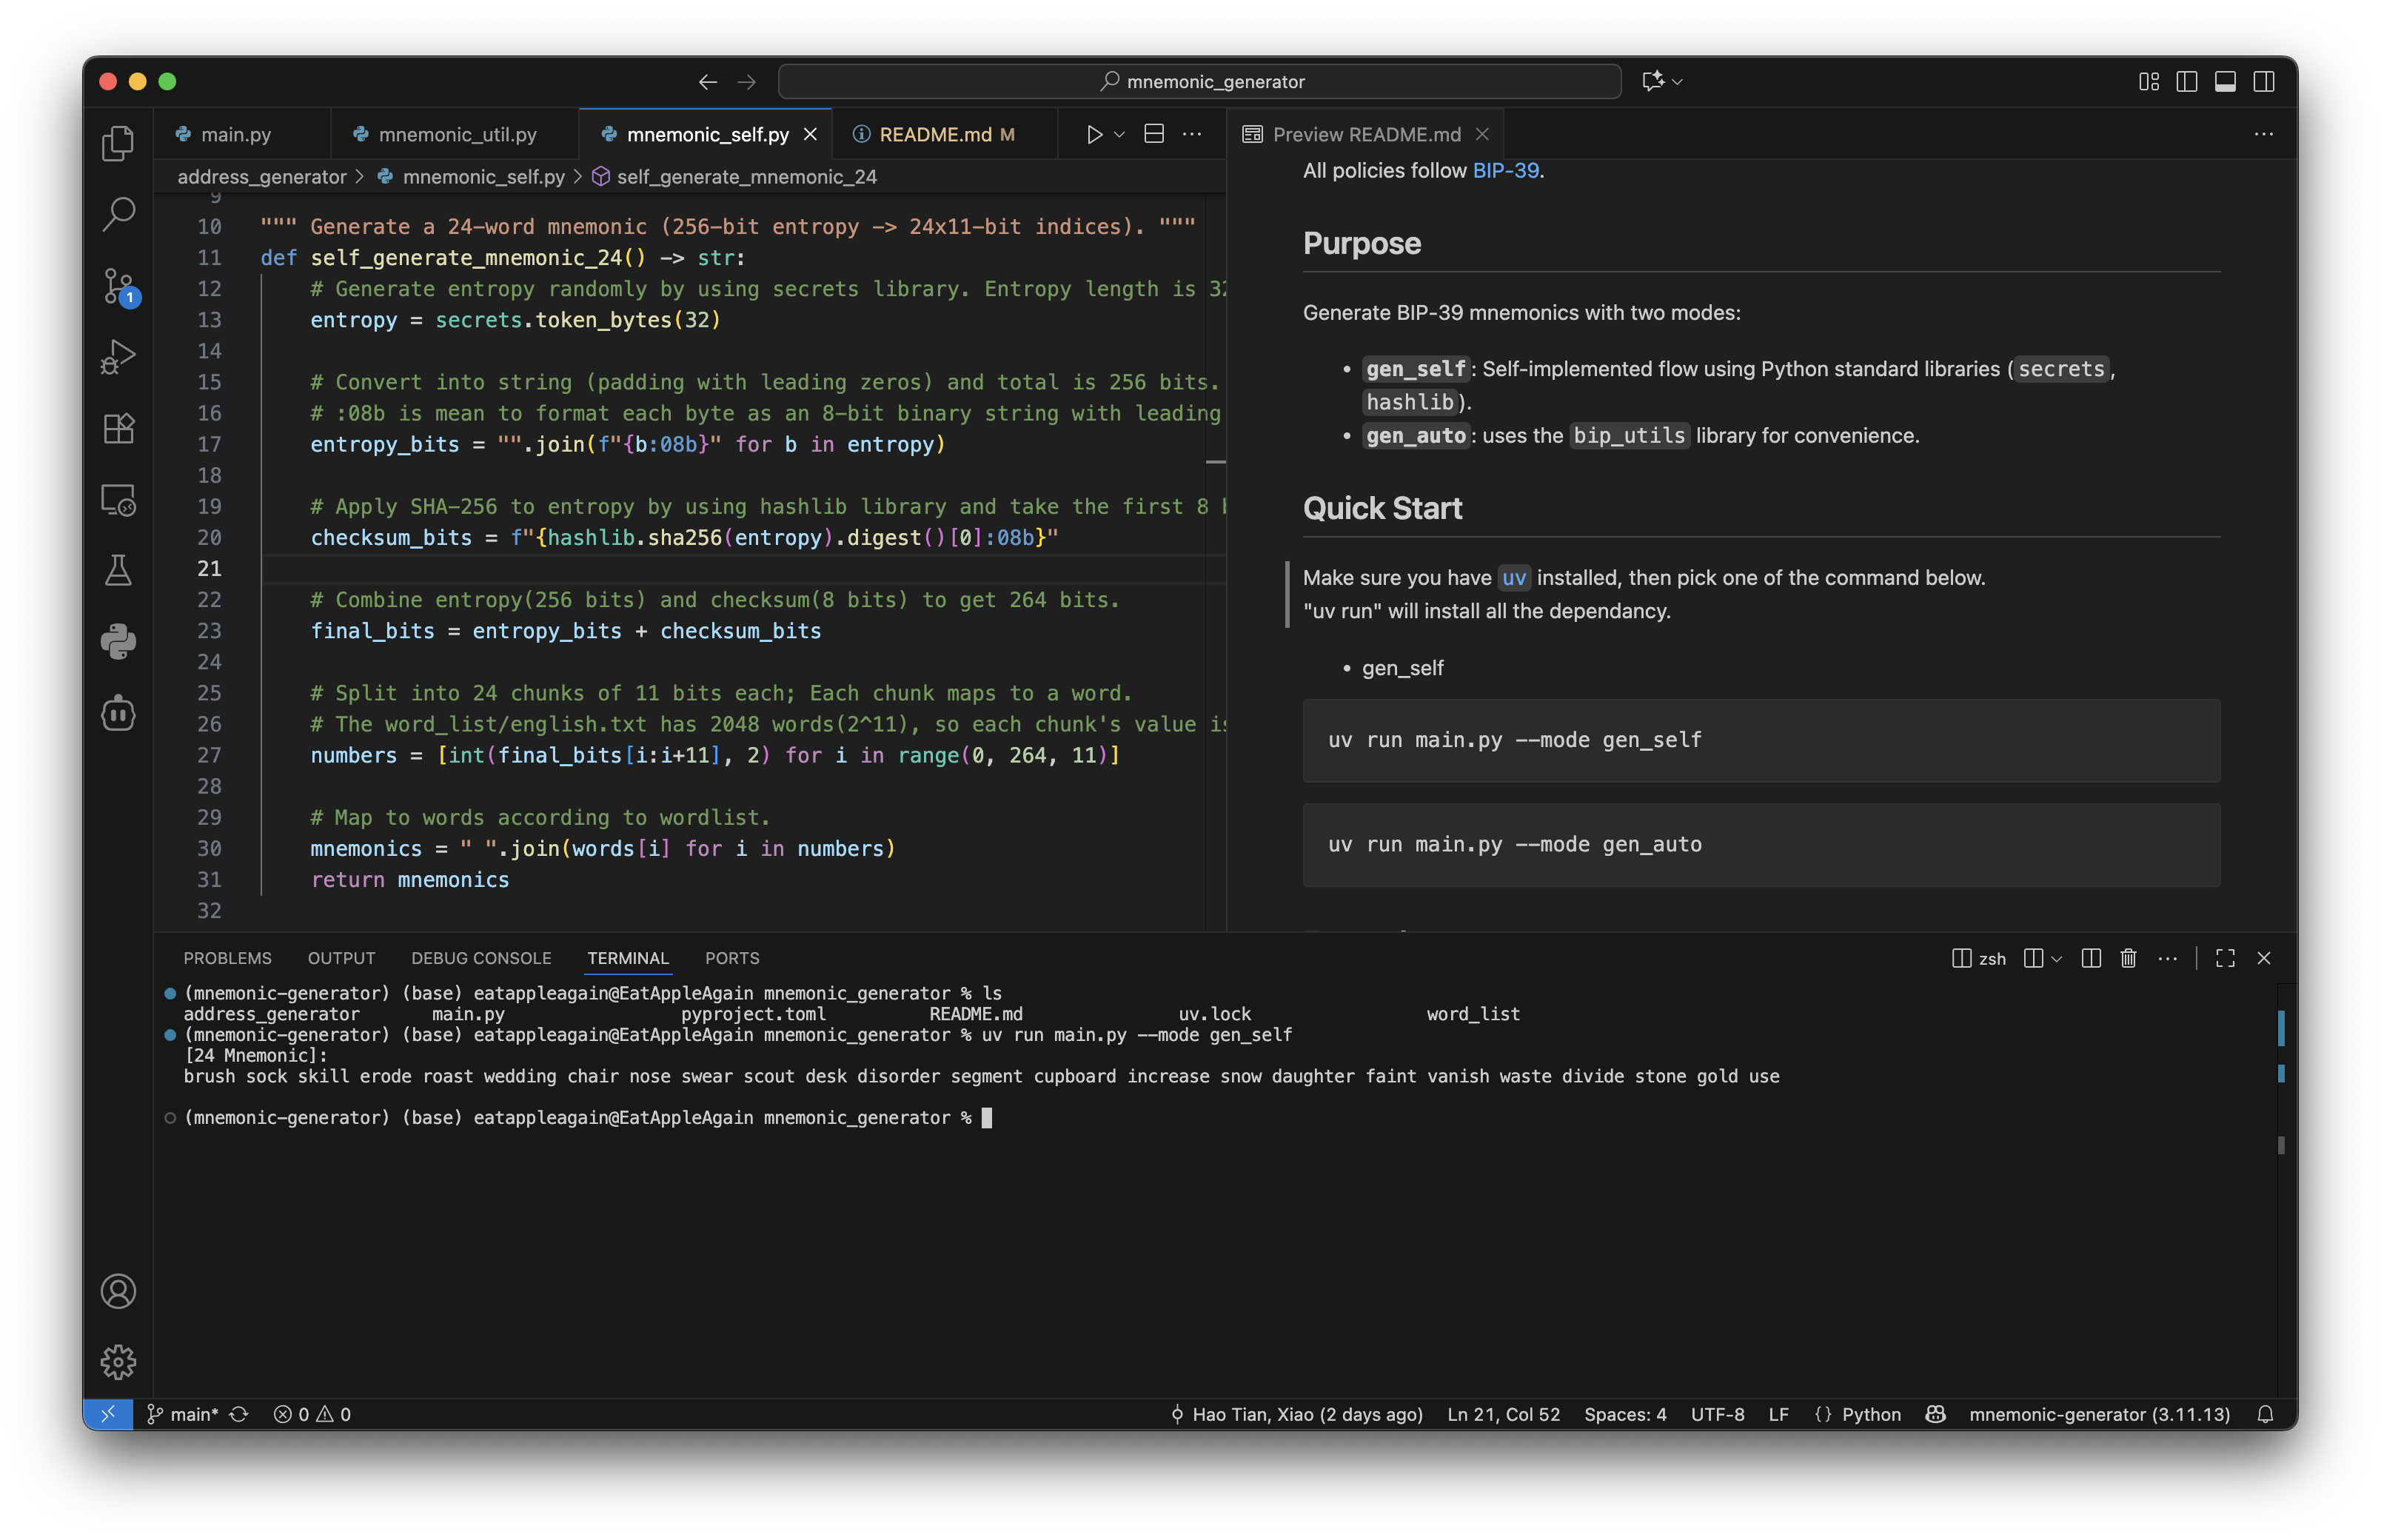 mnemonic_generator
main.py
mnemonic_util.py
mnemonic_self.py
README.md M
Preview README.md
address_generator > mnemonic_self.py > self_generate_mnemonic_24
9
10 """ Generate a 24-word mnemonic (256-bit entropy -> 24x11-bit indices). """
11 def self_generate_mnemonic_24() -> str:
12 # Generate entropy randomly by using secrets library. Entropy length is 32
13 entropy = secrets.token_bytes(32)
14
15 # Convert into string (padding with leading zeros) and total is 256 bits.
16 # :08b is mean to format each byte as an 8-bit binary string with leading
17 entropy_bits = "".join(f"{b:08b}" for b in entropy)
18
19 # Apply SHA-256 to entropy by using hashlib library and take the first 8 b
20 checksum_bits = f"{hashlib.sha256(entropy).digest()[0]:08b}"
21
22 # Combine entropy(256 bits) and checksum(8 bits) to get 264 bits.
23 final_bits = entropy_bits + checksum_bits
24
25 # Split into 24 chunks of 11 bits each; Each chunk maps to a word.
26 # The word_list/english.txt has 2048 words(2^11), so each chunk's value is
27 numbers = [int(final_bits[i:i+11], 2) for i in range(0, 264, 11)]
28
29 # Map to words according to wordlist.
30 mnemonics = " ".join(words[i] for i in numbers)
31 return mnemonics
32
All policies follow BIP-39.
Purpose
Generate BIP-39 mnemonics with two modes:
• gen_self: Self-implemented flow using Python standard libraries (secrets,
hashlib).
• gen_auto: uses the bip_utils library for convenience.
Quick Start
Make sure you have uv installed, then pick one of the command below.
"uv run" will install all the dependancy.
• gen_self
uv run main.py --mode gen_self
uv run main.py --mode gen_auto
1
PROBLEMS OUTPUT DEBUG CONSOLE TERMINAL PORTS
zsh
(mnemonic-generator) (base) eatappleagain@EatAppleAgain mnemonic_generator % ls
address_generator main.py pyproject.toml README.md uv.lock word_list
(mnemonic-generator) (base) eatappleagain@EatAppleAgain mnemonic_generator % uv run main.py --mode gen_self
[24 Mnemonic]:
brush sock skill erode roast wedding chair nose swear scout desk disorder segment cupboard increase snow daughter faint vanish waste divide stone gold use
(mnemonic-generator) (base) eatappleagain@EatAppleAgain mnemonic_generator %
main* 0 0 Hao Tian, Xiao (2 days ago) Ln 21, Col 52 Spaces: 4 UTF-8 LF {} Python mnemonic-generator (3.11.13)